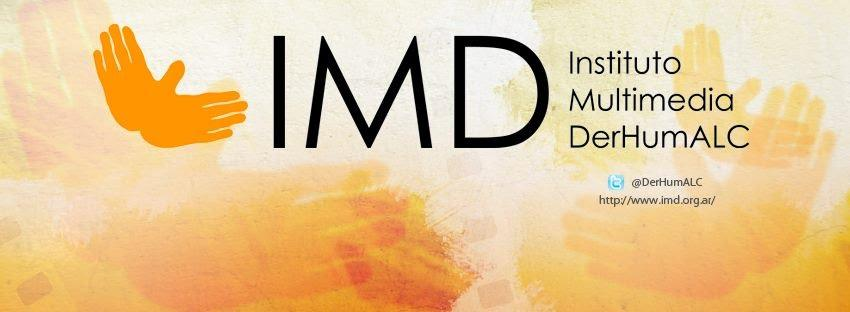 IMD
Instituto
Multimedia
DerHumALC
@DerHumALC
http://www.imd.org.ar/